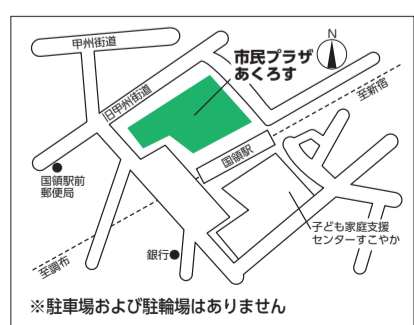 甲州街道
市民プラザ
あくろす
N
旧甲州街道
至新宿
国領駅
国領駅前
郵便局
子ども家庭支援
センターすこやか
銀行
至調布
※駐車場および駐輪場はありません